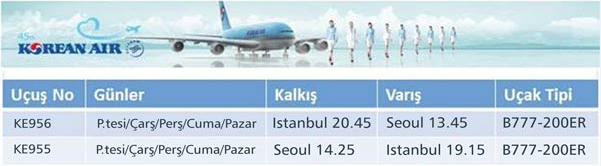 45th
KOREAN AIR
Uçuş No Günler Kalkış Varış Uçak Tipi
KE956 P.tesi/Çarş/Perş/Cuma/Pazar Istanbul 20.45 Seoul 13.45 B777-200ER
KE955 P.tesi/Çarş/Perş/Cuma/Pazar Seoul 14.25 Istanbul 19.15 B777-200ER